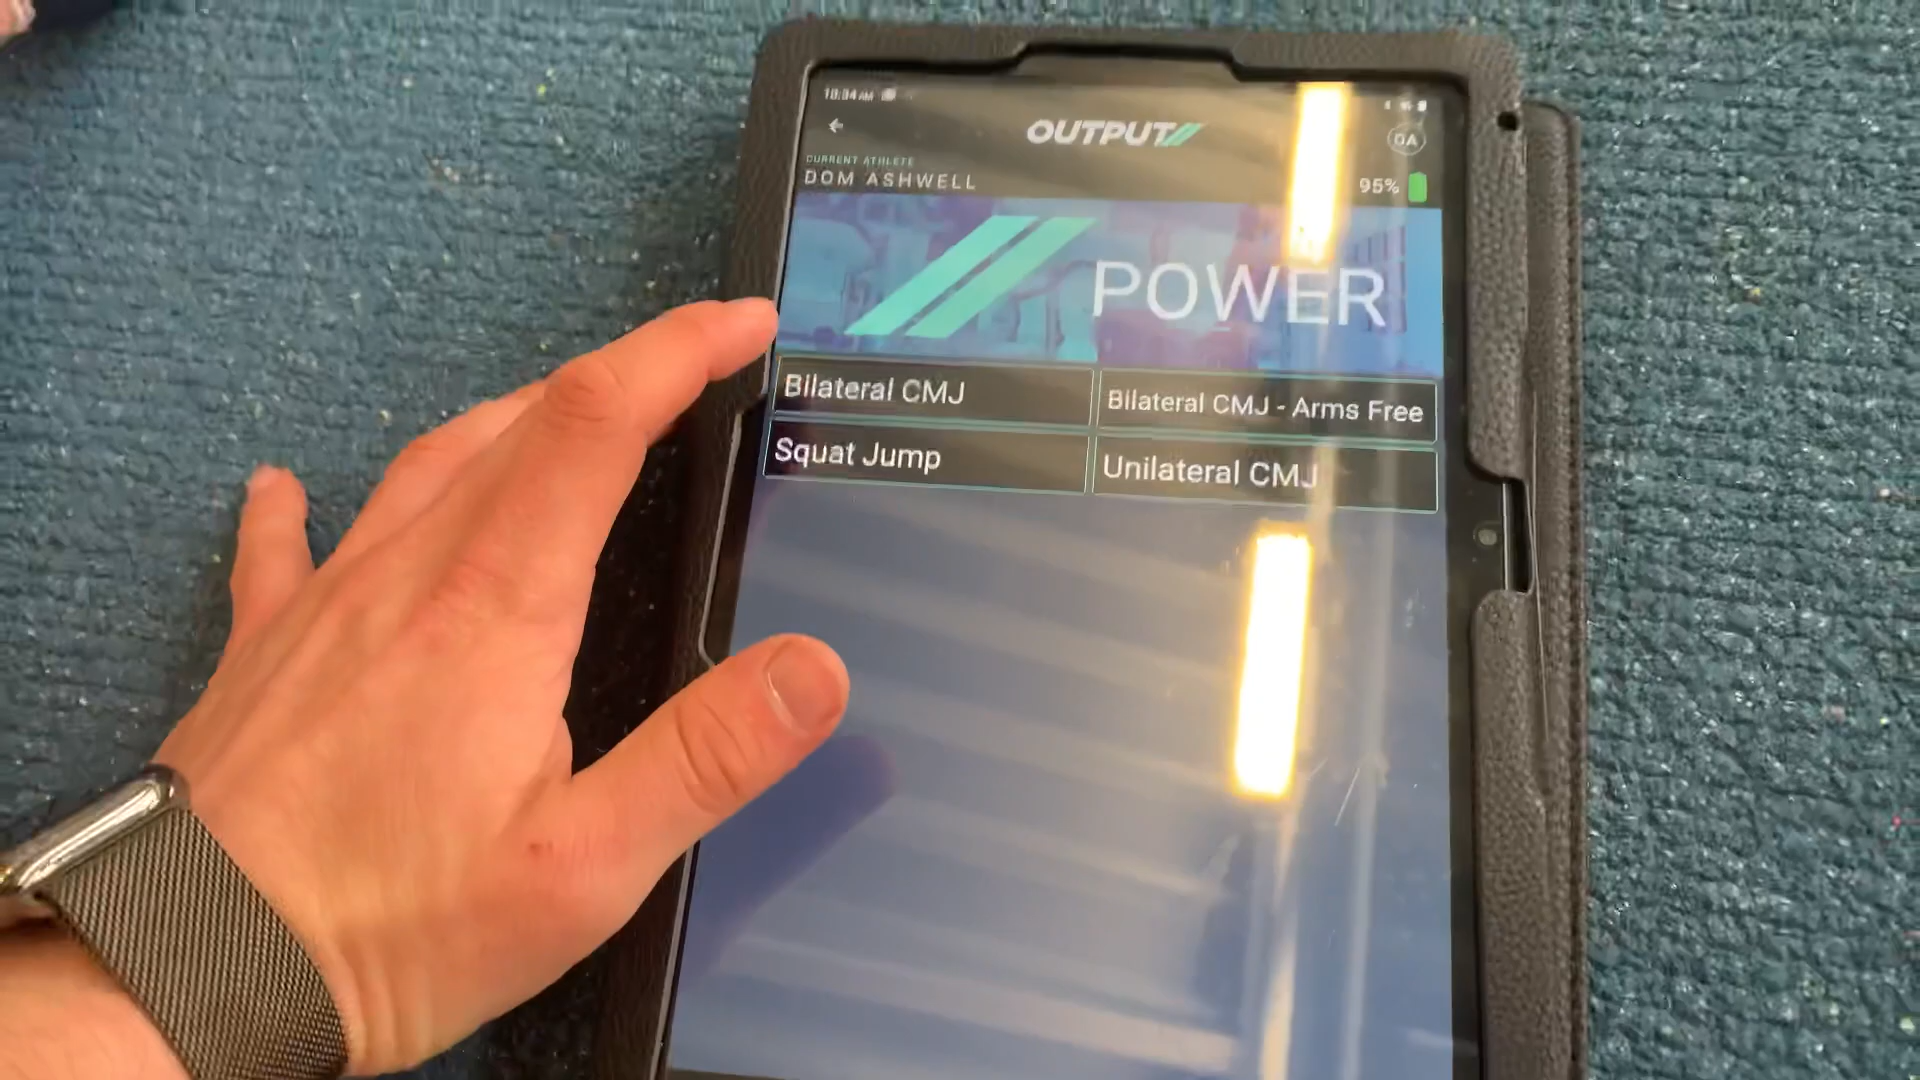 10:34 AM
OUTPUT
DA
CURRENT ATHLETE
DOM ASHWELL
95%
POWER
Bilateral CMJ
Bilateral CMJ - Arms Free
Squat Jump
Unilateral CMJ